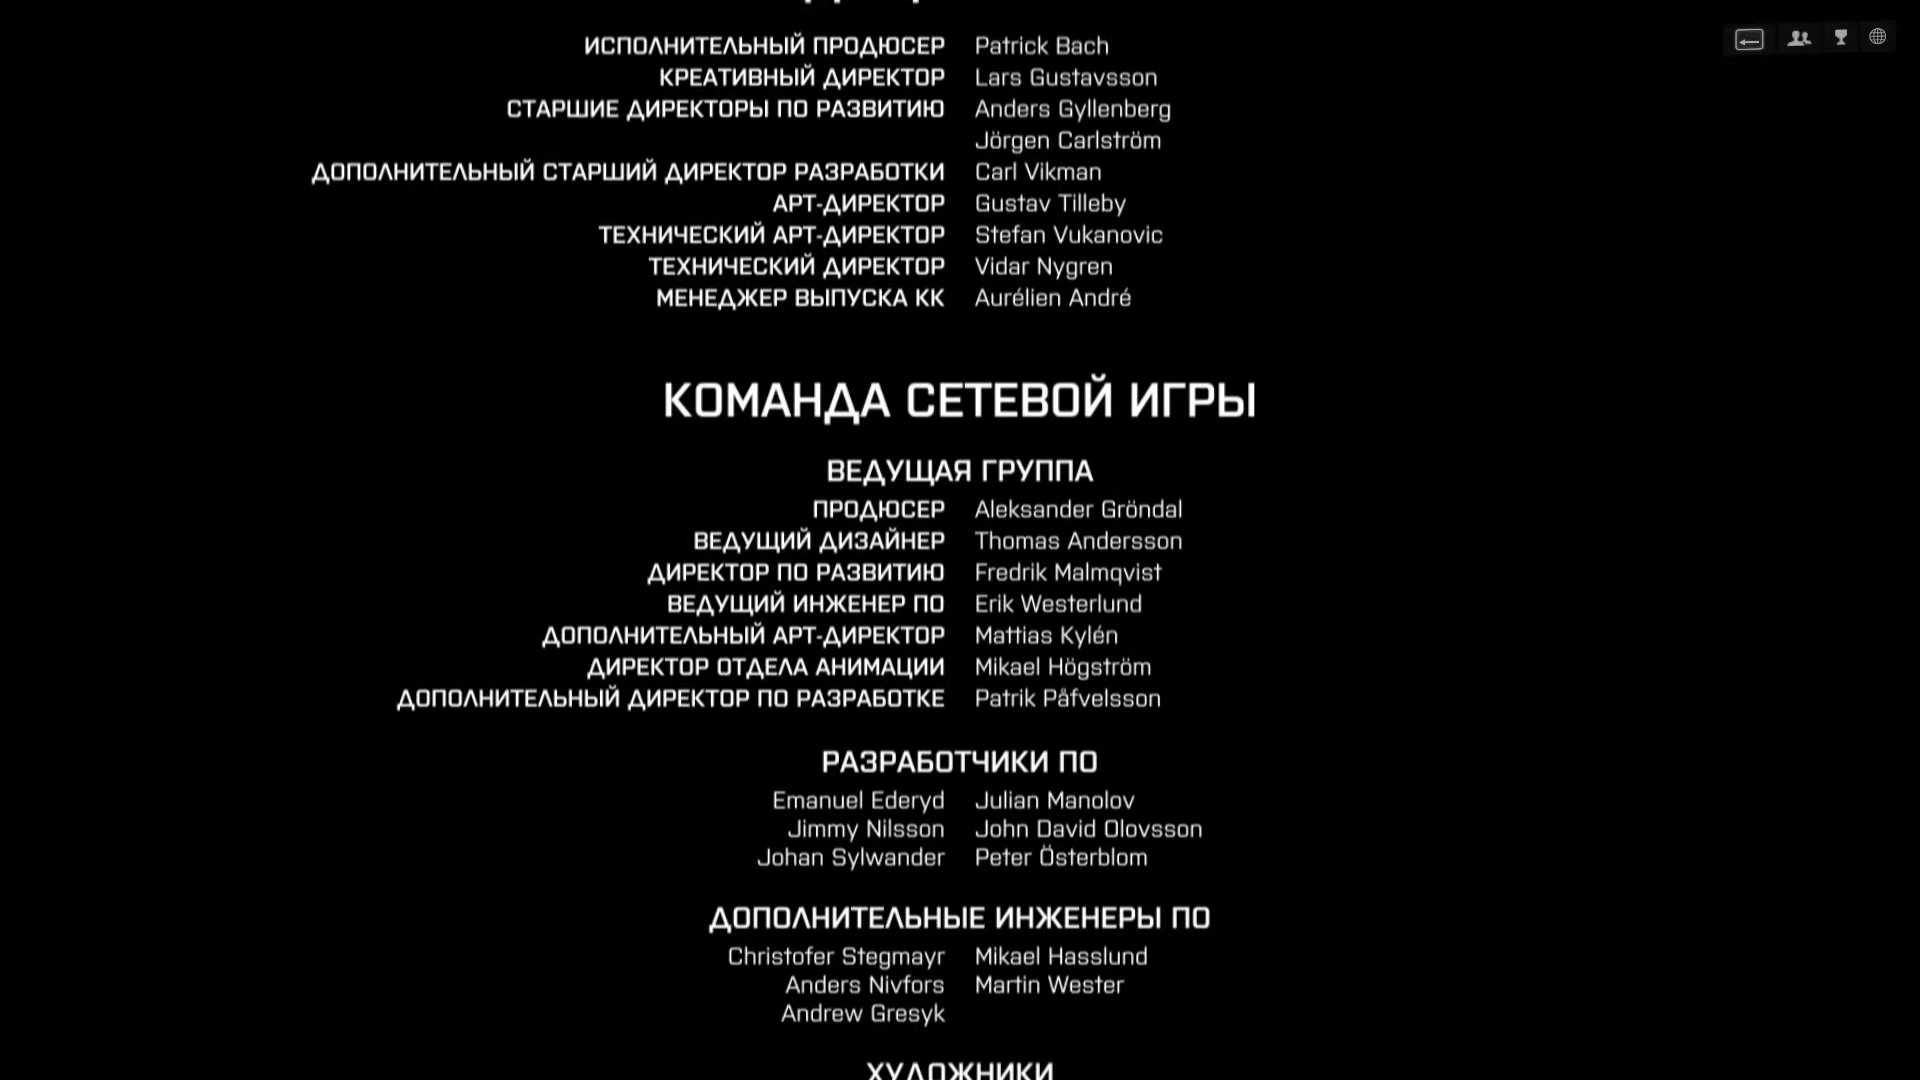 ИСПОЛНИТЕЛЬНЫЙ ПРОДЮСЕР Patrick Bach
КРЕАТИВНЫЙ ДИРЕКТОР Lars Gustavsson
СТАРШИЕ ДИРЕКТОРЫ ПО РАЗВИТИЮ Anders Gyllenberg
Jörgen Carlström
ДОПОЛНИТЕЛЬНЫЙ СТАРШИЙ ДИРЕКТОР РАЗРАБОТКИ Carl Vikman
АРТ-ДИРЕКТОР Gustav Tilleby
ТЕХНИЧЕСКИЙ АРТ-ДИРЕКТОР Stefan Vukanovic
ТЕХНИЧЕСКИЙ ДИРЕКТОР Vidar Nygren
МЕНЕДЖЕР ВЫПУСКА КК Aurélien André
КОМАНДА СЕТЕВОЙ ИГРЫ
ВЕДУЩАЯ ГРУППА
ПРОДЮСЕР Aleksander Gröndal
ВЕДУЩИЙ ДИЗАЙНЕР Thomas Andersson
ДИРЕКТОР ПО РАЗВИТИЮ Fredrik Malmqvist
ВЕДУЩИЙ ИНЖЕНЕР ПО Erik Westerlund
ДОПОЛНИТЕЛЬНЫЙ АРТ-ДИРЕКТОР Mattias Kylén
ДИРЕКТОР ОТДЕЛА АНИМАЦИИ Mikael Högström
ДОПОЛНИТЕЛЬНЫЙ ДИРЕКТОР ПО РАЗРАБОТКЕ Patrik Påfvelsson
РАЗРАБОТЧИКИ ПО
Emanuel Ederyd Julian Manolov
Jimmy Nilsson John David Olovsson
Johan Sylwander Peter Österblom
ДОПОЛНИТЕЛЬНЫЕ ИНЖЕНЕРЫ ПО
Christofer Stegmayr Mikael Hasslund
Anders Nivfors Martin Wester
Andrew Gresyk
ХУДОЖНИКИ